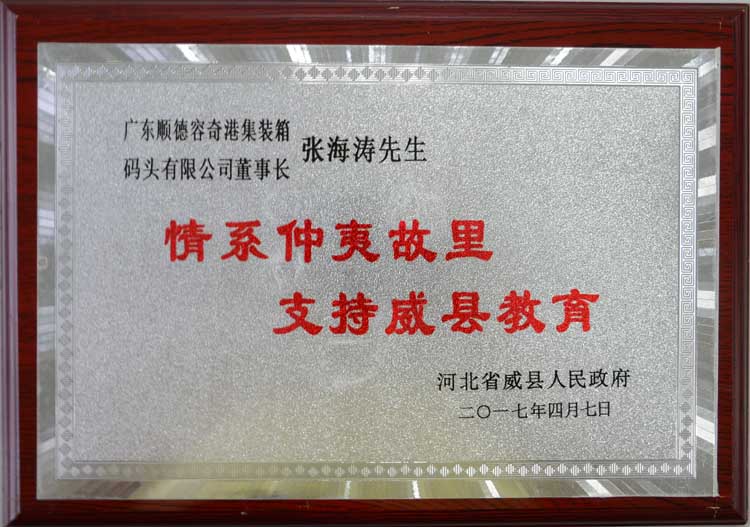 广东顺德容奇港集装箱
码头有限公司董事长
张海涛先生
情系仲夷故里
支持威县教育
河北省威县人民政府
二〇一七年四月七日